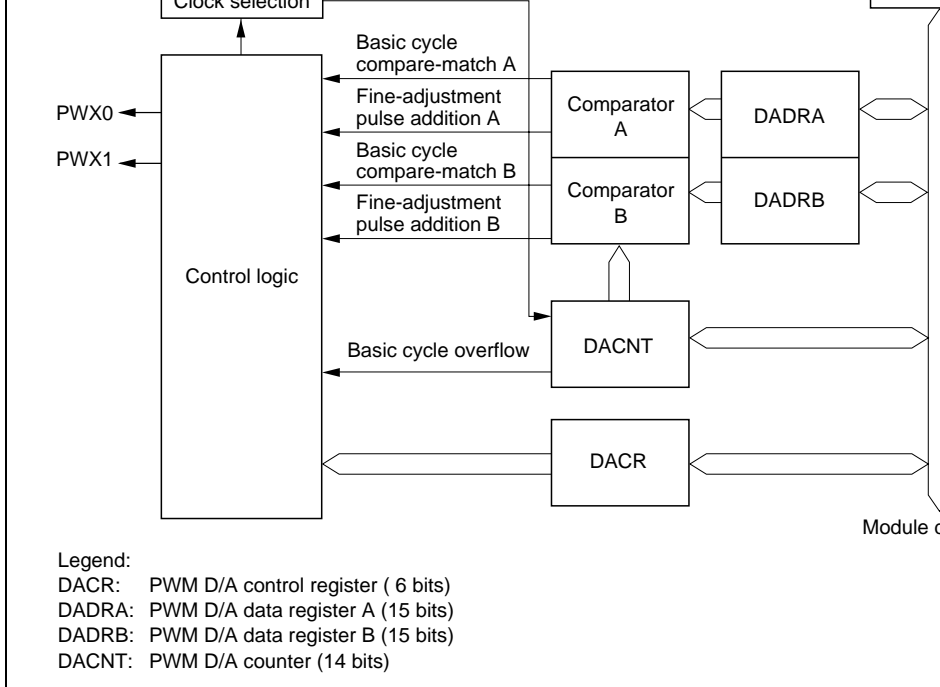 Clock selection
Basic cycle
compare-match A
Fine-adjustment
pulse addition A
Basic cycle
compare-match B
Fine-adjustment
pulse addition B
PWX0
PWX1
Control logic
Comparator
A
DADRA
Comparator
B
DADRB
Basic cycle overflow
DACNT
DACR
Module
Legend:
DACR: PWM D/A control register ( 6 bits)
DADRA: PWM D/A data register A (15 bits)
DADRB: PWM D/A data register B (15 bits)
DACNT: PWM D/A counter (14 bits)